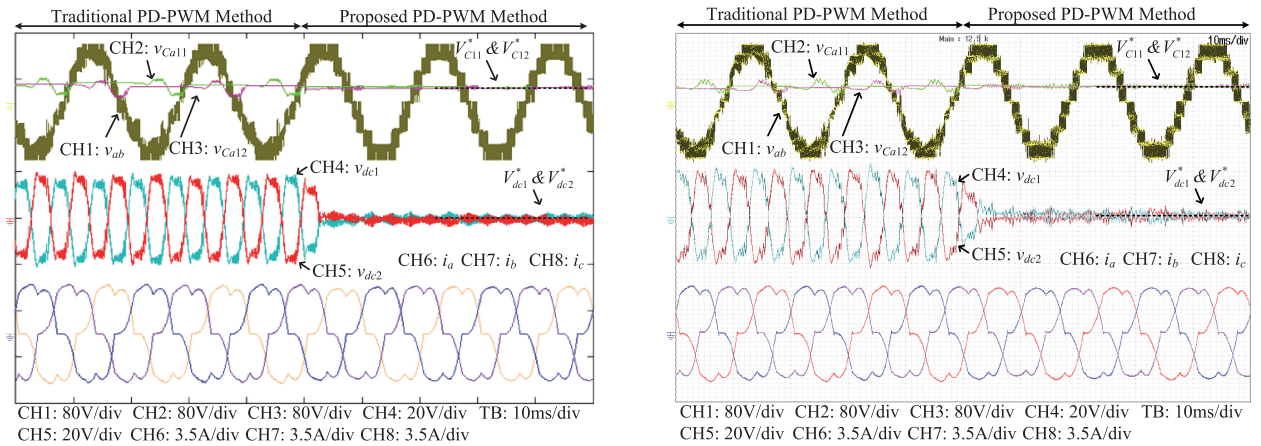 Traditional PD-PWM Method
Proposed PD-PWM Method
CH2: vCa11
V*C11 & V*C12
CH1: vab
CH3: vCa12
CH4: vdc1
V*dc1 & V*dc2
CH5: vdc2
CH6: ia CH7: ib CH8: ic
CH1: 80V/div CH2: 80V/div CH3: 80V/div CH4: 20V/div TB: 10ms/div
CH5: 20V/div CH6: 3.5A/div CH7: 3.5A/div CH8: 3.5A/div
Traditional PD-PWM Method
Proposed PD-PWM Method
Main : 12.5 k
10ms/div
CH2: vCa11
V*C11 & V*C12
CH1: vab
CH3: vCa12
CH4: vdc1
V*dc1 & V*dc2
CH5: vdc2
CH6: ia CH7: ib CH8: ic
CH1: 80V/div CH2: 80V/div CH3: 80V/div CH4: 20V/div TB: 10ms/div
CH5: 20V/div CH6: 3.5A/div CH7: 3.5A/div CH8: 3.5A/div